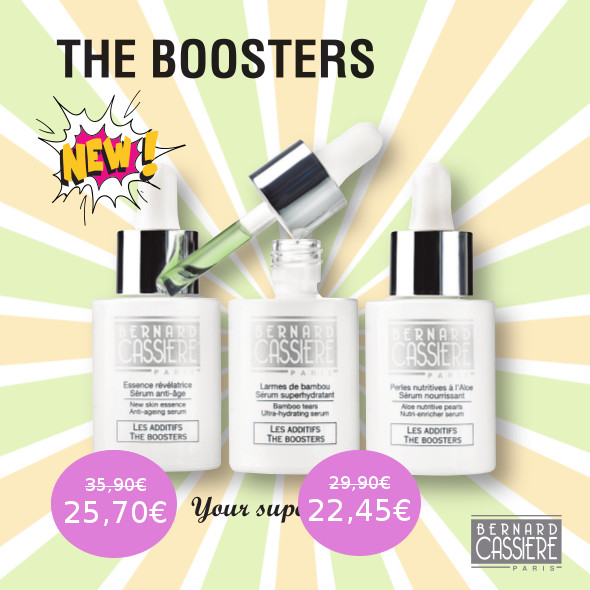 THE BOOSTERS
NEW!
BERNARD
CASSIERE
PARIS
Essence révélatrice
Sérum anti-âge
New skin essence
Anti-ageing serum
LES ADDITIFS
THE BOOSTERS
BERNARD
CASSIERE
PARIS
Larmes de bambou
Sérum superhydratant
Bamboo tears
Ultra-hydrating serum
LES ADDITIFS
THE BOOSTERS
BERNARD
CASSIERE
PARIS
Perles nutritives à l'Aloe
Sérum nourrissant
Aloe nutritive pearls
Nutri-enricher serum
LES ADDITIFS
THE BOOSTERS
35,90€
25,70€
Your
29,90€
22,45€
BERNARD
CASSIERE
PARIS